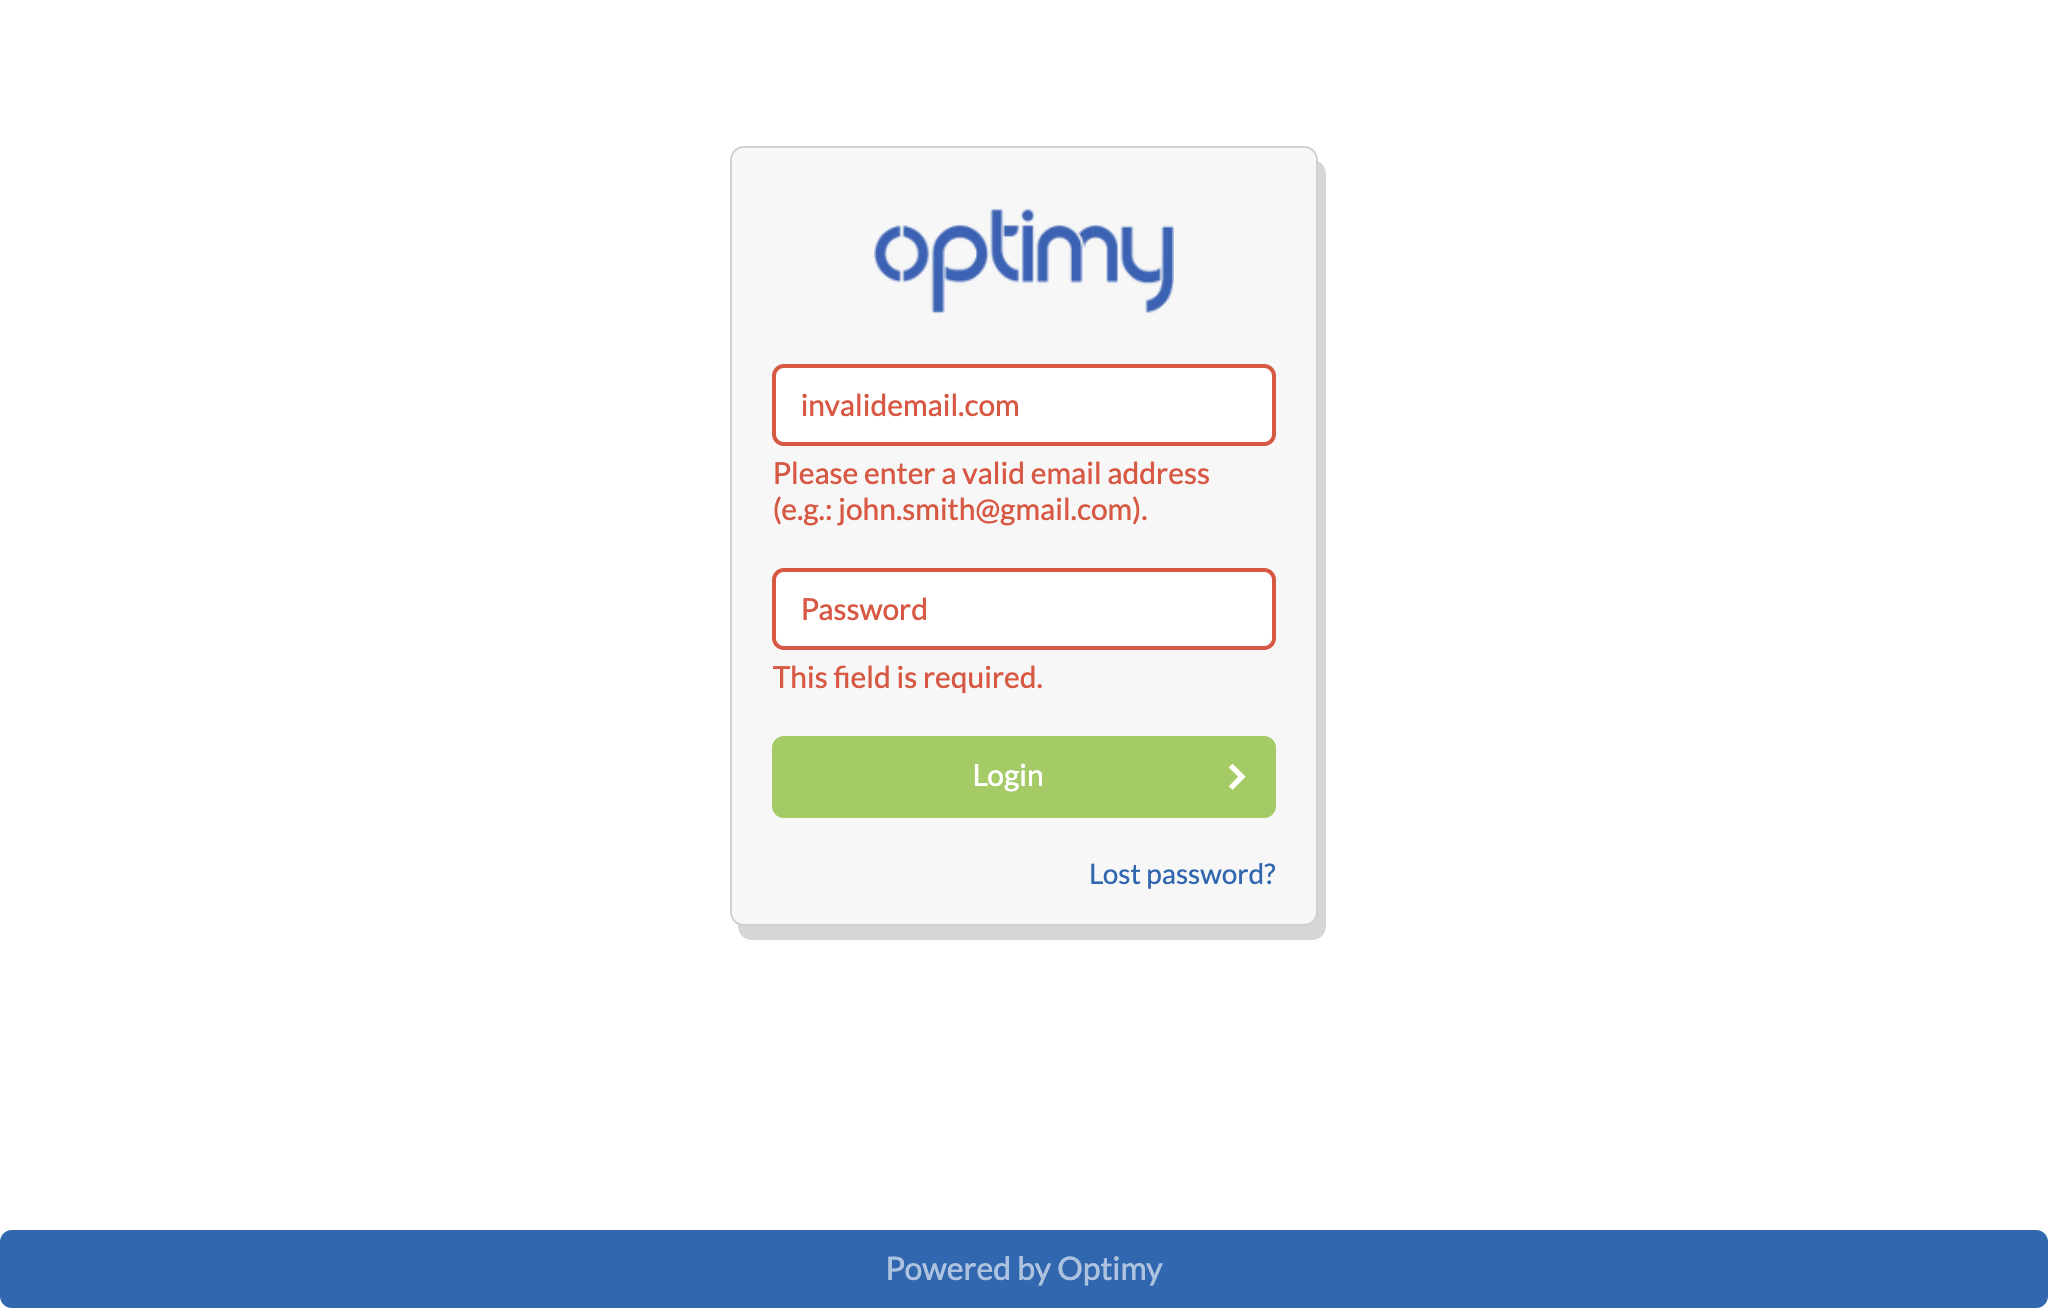 optimy
invalidemail.com
Please enter a valid email address
(e.g.: john.smith@gmail.com).
Password
This field is required.
Login
Lost password?
Powered by Optimy